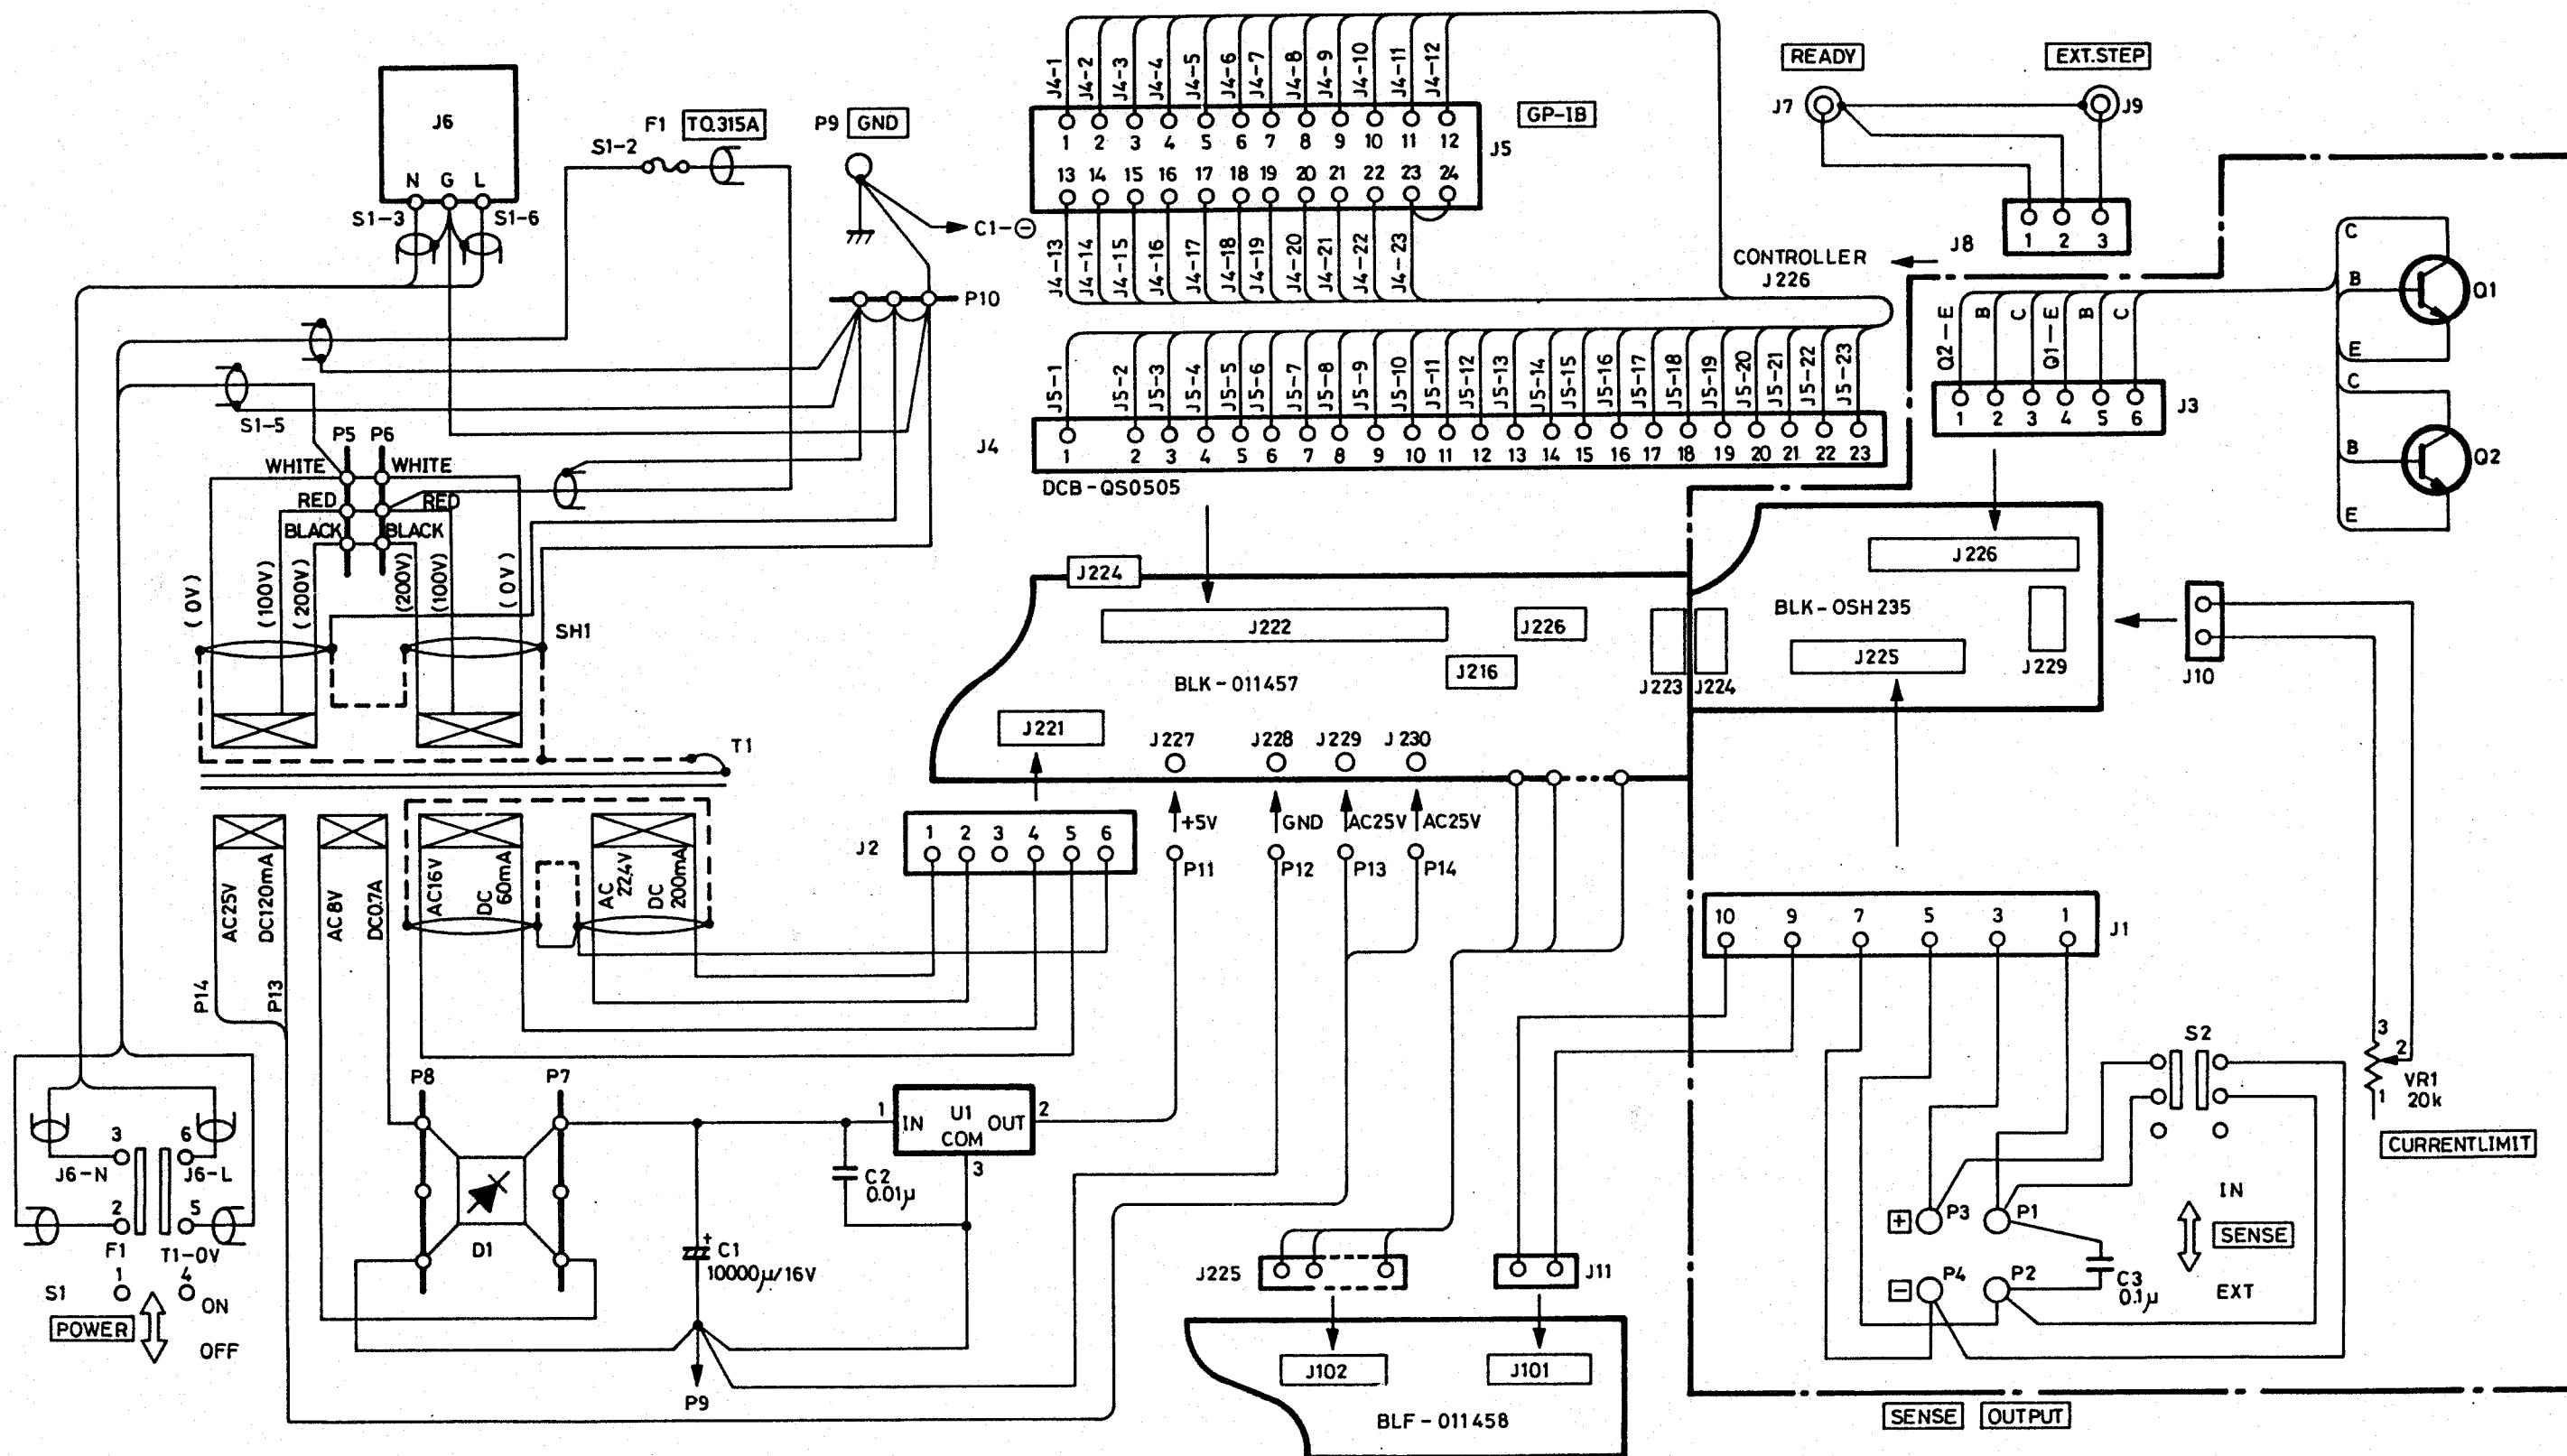 J6
N G L
S1-3
S1-6
S1-2
F1
TQ.315A
P9
GND
C1-⊖
P10
J4-1
J4-2
J4-3
J4-4
J4-5
J4-6
J4-7
J4-8
J4-9
J4-10
J4-11
J4-12
1 2 3 4 5 6 7 8 9 10 11 12
13 14 15 16 17 18 19 20 21 22 23 24
J5
GP-IB
J4-13
J4-14
J4-15
J4-16
J4-17
J4-18
J4-19
J4-20
J4-21
J4-22
J4-23
READY
EXT.STEP
J7
J9
J8
1 2 3
CONTROLLER
J226
J5-1
J5-2
J5-3
J5-4
J5-5
J5-6
J5-7
J5-8
J5-9
J5-10
J5-11
J5-12
J5-13
J5-14
J5-15
J5-16
J5-17
J5-18
J5-19
J5-20
J5-21
J5-22
J5-23
J4
1 2 3 4 5 6 7 8 9 10 11 12 13 14 15 16 17 18 19 20 21 22 23
DCB-QS0505
Q2-E
B
C
Q1-E
B
C
1 2 3 4 5 6
J3
C
B
E
Q1
C
B
E
Q2
S1-5
P5 P6
WHITE WHITE
RED RED
BLACK BLACK
(0V)
(100V)
(200V)
(200V)
(100V)
(0V)
SH1
T1
J224
J222
J226
J216
BLK-011457
J221
J227
J228
J229
J230
J223
J224
J226
BLK-OSH235
J225
J229
J10
AC25V
DC120mA
AC8V
DC0.7A
AC16V
DC
60mA
AC
22.4V
DC
200mA
P14
P13
J2
1 2 3 4 5 6
+5V
GND
AC25V
AC25V
P11
P12
P13
P14
10 9 7 5 3 1
J1
P8
P7
D1
1
IN
U1
COM
OUT
2
3
C2
0.01μ
+
C1
10000μ/16V
P9
3
6
J6-N
J6-L
2
5
F1
T1-0V
1
4
S1
ON
POWER
OFF
J225
J11
J102
J101
BLF-011458
S2
3
2
1
VR1
20k
CURRENTLIMIT
+
P3
P1
IN
SENSE
−
P4
P2
C3
0.1μ
EXT
SENSE
OUTPUT